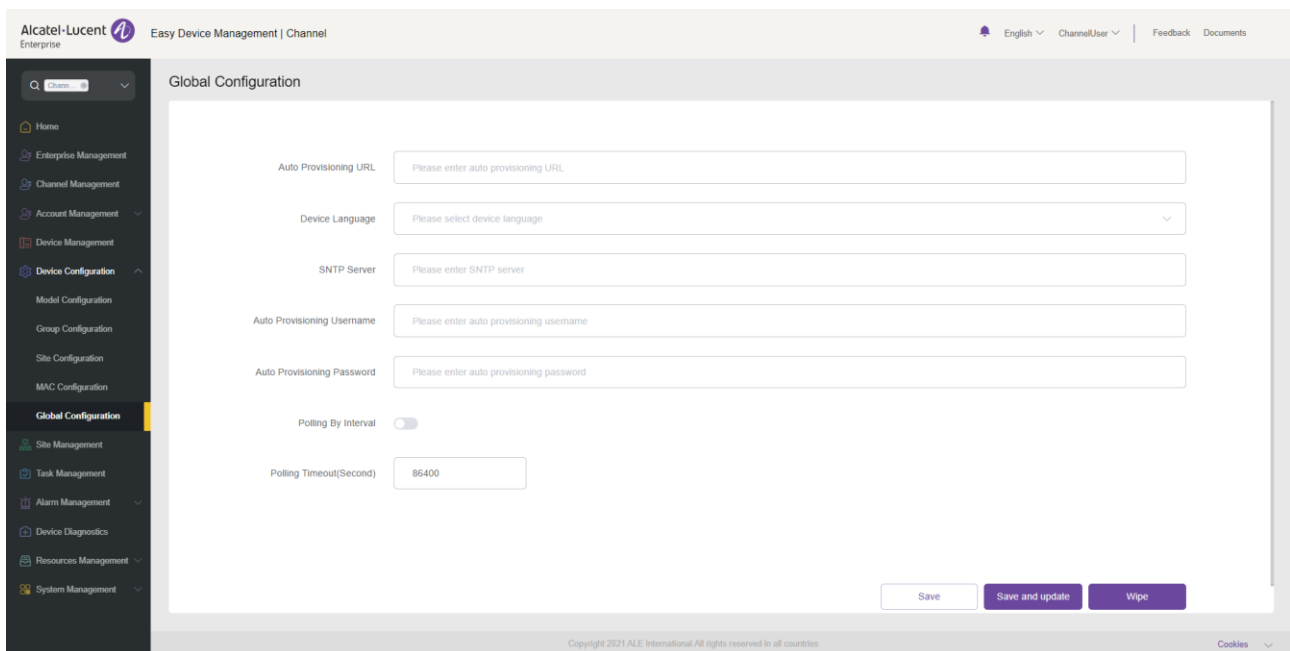 Alcatel·Lucent
Enterprise
Easy Device Management | Channel
English
ChannelUser
Feedback
Documents
Chann...
Home
Enterprise Management
Channel Management
Account Management
Device Management
Device Configuration
Model Configuration
Group Configuration
Site Configuration
MAC Configuration
Global Configuration
Site Management
Task Management
Alarm Management
Device Diagnostics
Resources Management
System Management
Global Configuration
Auto Provisioning URL
Please enter auto provisioning URL
Device Language
Please select device language
SNTP Server
Please enter SNTP server
Auto Provisioning Username
Please enter auto provisioning username
Auto Provisioning Password
Please enter auto provisioning password
Polling By Interval
Polling Timeout(Second)
86400
Save
Save and update
Wipe
Copyright 2021 ALE International.All rights reserved in all countries
Cookies